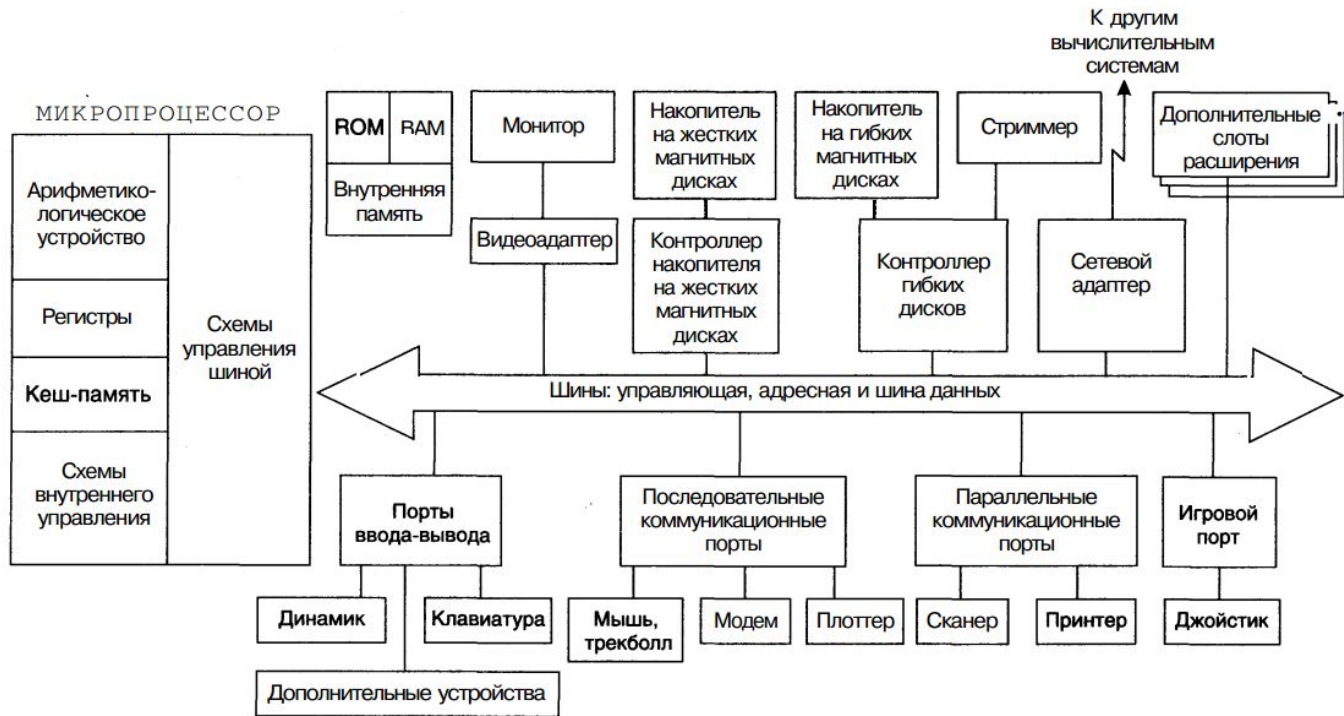 К другим
вычислительным
системам
МИКРОПРОЦЕССОР
Арифметико-
логическое
устройство
Регистры
Кеш-память
Схемы
внутреннего
управления
Схемы
управления
шиной
ROM
RAM
Внутренняя
память
Монитор
Видеоадаптер
Накопитель
на жестких
магнитных
дисках
Контроллер
накопителя
на жестких
магнитных
дисках
Накопитель
на гибких
магнитных
дисках
Стриммер
Контроллер
гибких
дисков
Сетевой
адаптер
Дополнительные
слоты
расширения
Шины: управляющая, адресная и шина данных
Порты
ввода-вывода
Динамик
Клавиатура
Дополнительные устройства
Последовательные
коммуникационные
порты
Мышь,
трекболл
Модем
Плоттер
Параллельные
коммуникационные
порты
Сканер
Принтер
Игровой
порт
Джойстик